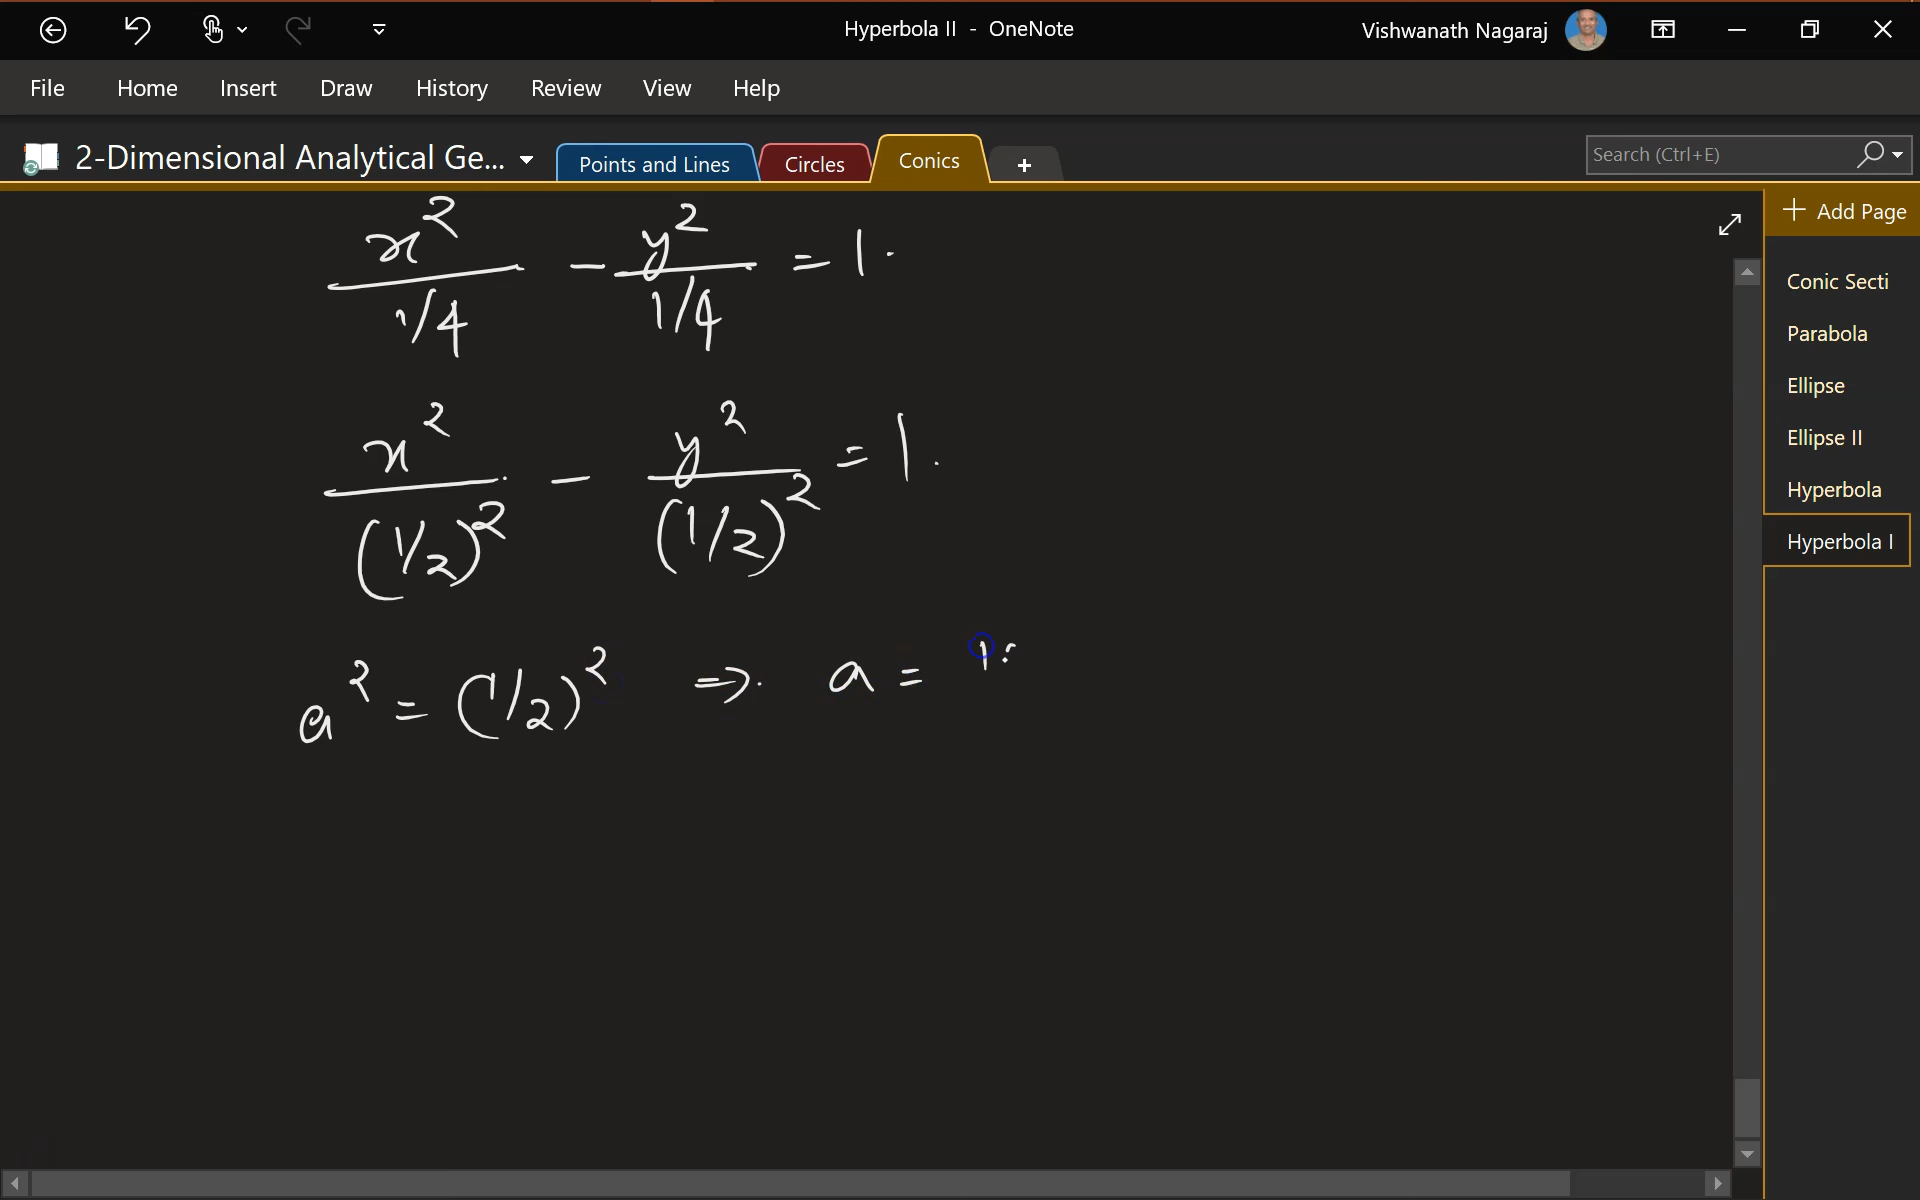 Hyperbola II - OneNote
Vishwanath Nagaraj
File Home Insert Draw History Review View Help
2-Dimensional Analytical Ge...
Points and Lines
Circles
Conics
+
Search (Ctrl+E)
+ Add Page
Conic Secti
Parabola
Ellipse
Ellipse II
Hyperbola
Hyperbola I
x²/(1/4) - y²/(1/4) = 1.
x²/(1/2)² - y²/(1/2)² = 1.
a² = (1/2)² ⇒ a = 1